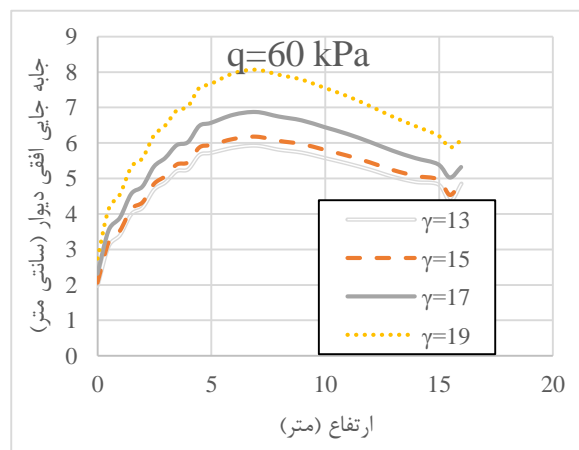 q=60 kPa
جابه جایی افقی دیوار (سانتی متر)
9
8
7
6
5
4
3
2
1
0
γ=13
γ=15
γ=17
γ=19
0
5
10
15
20
ارتفاع (متر)